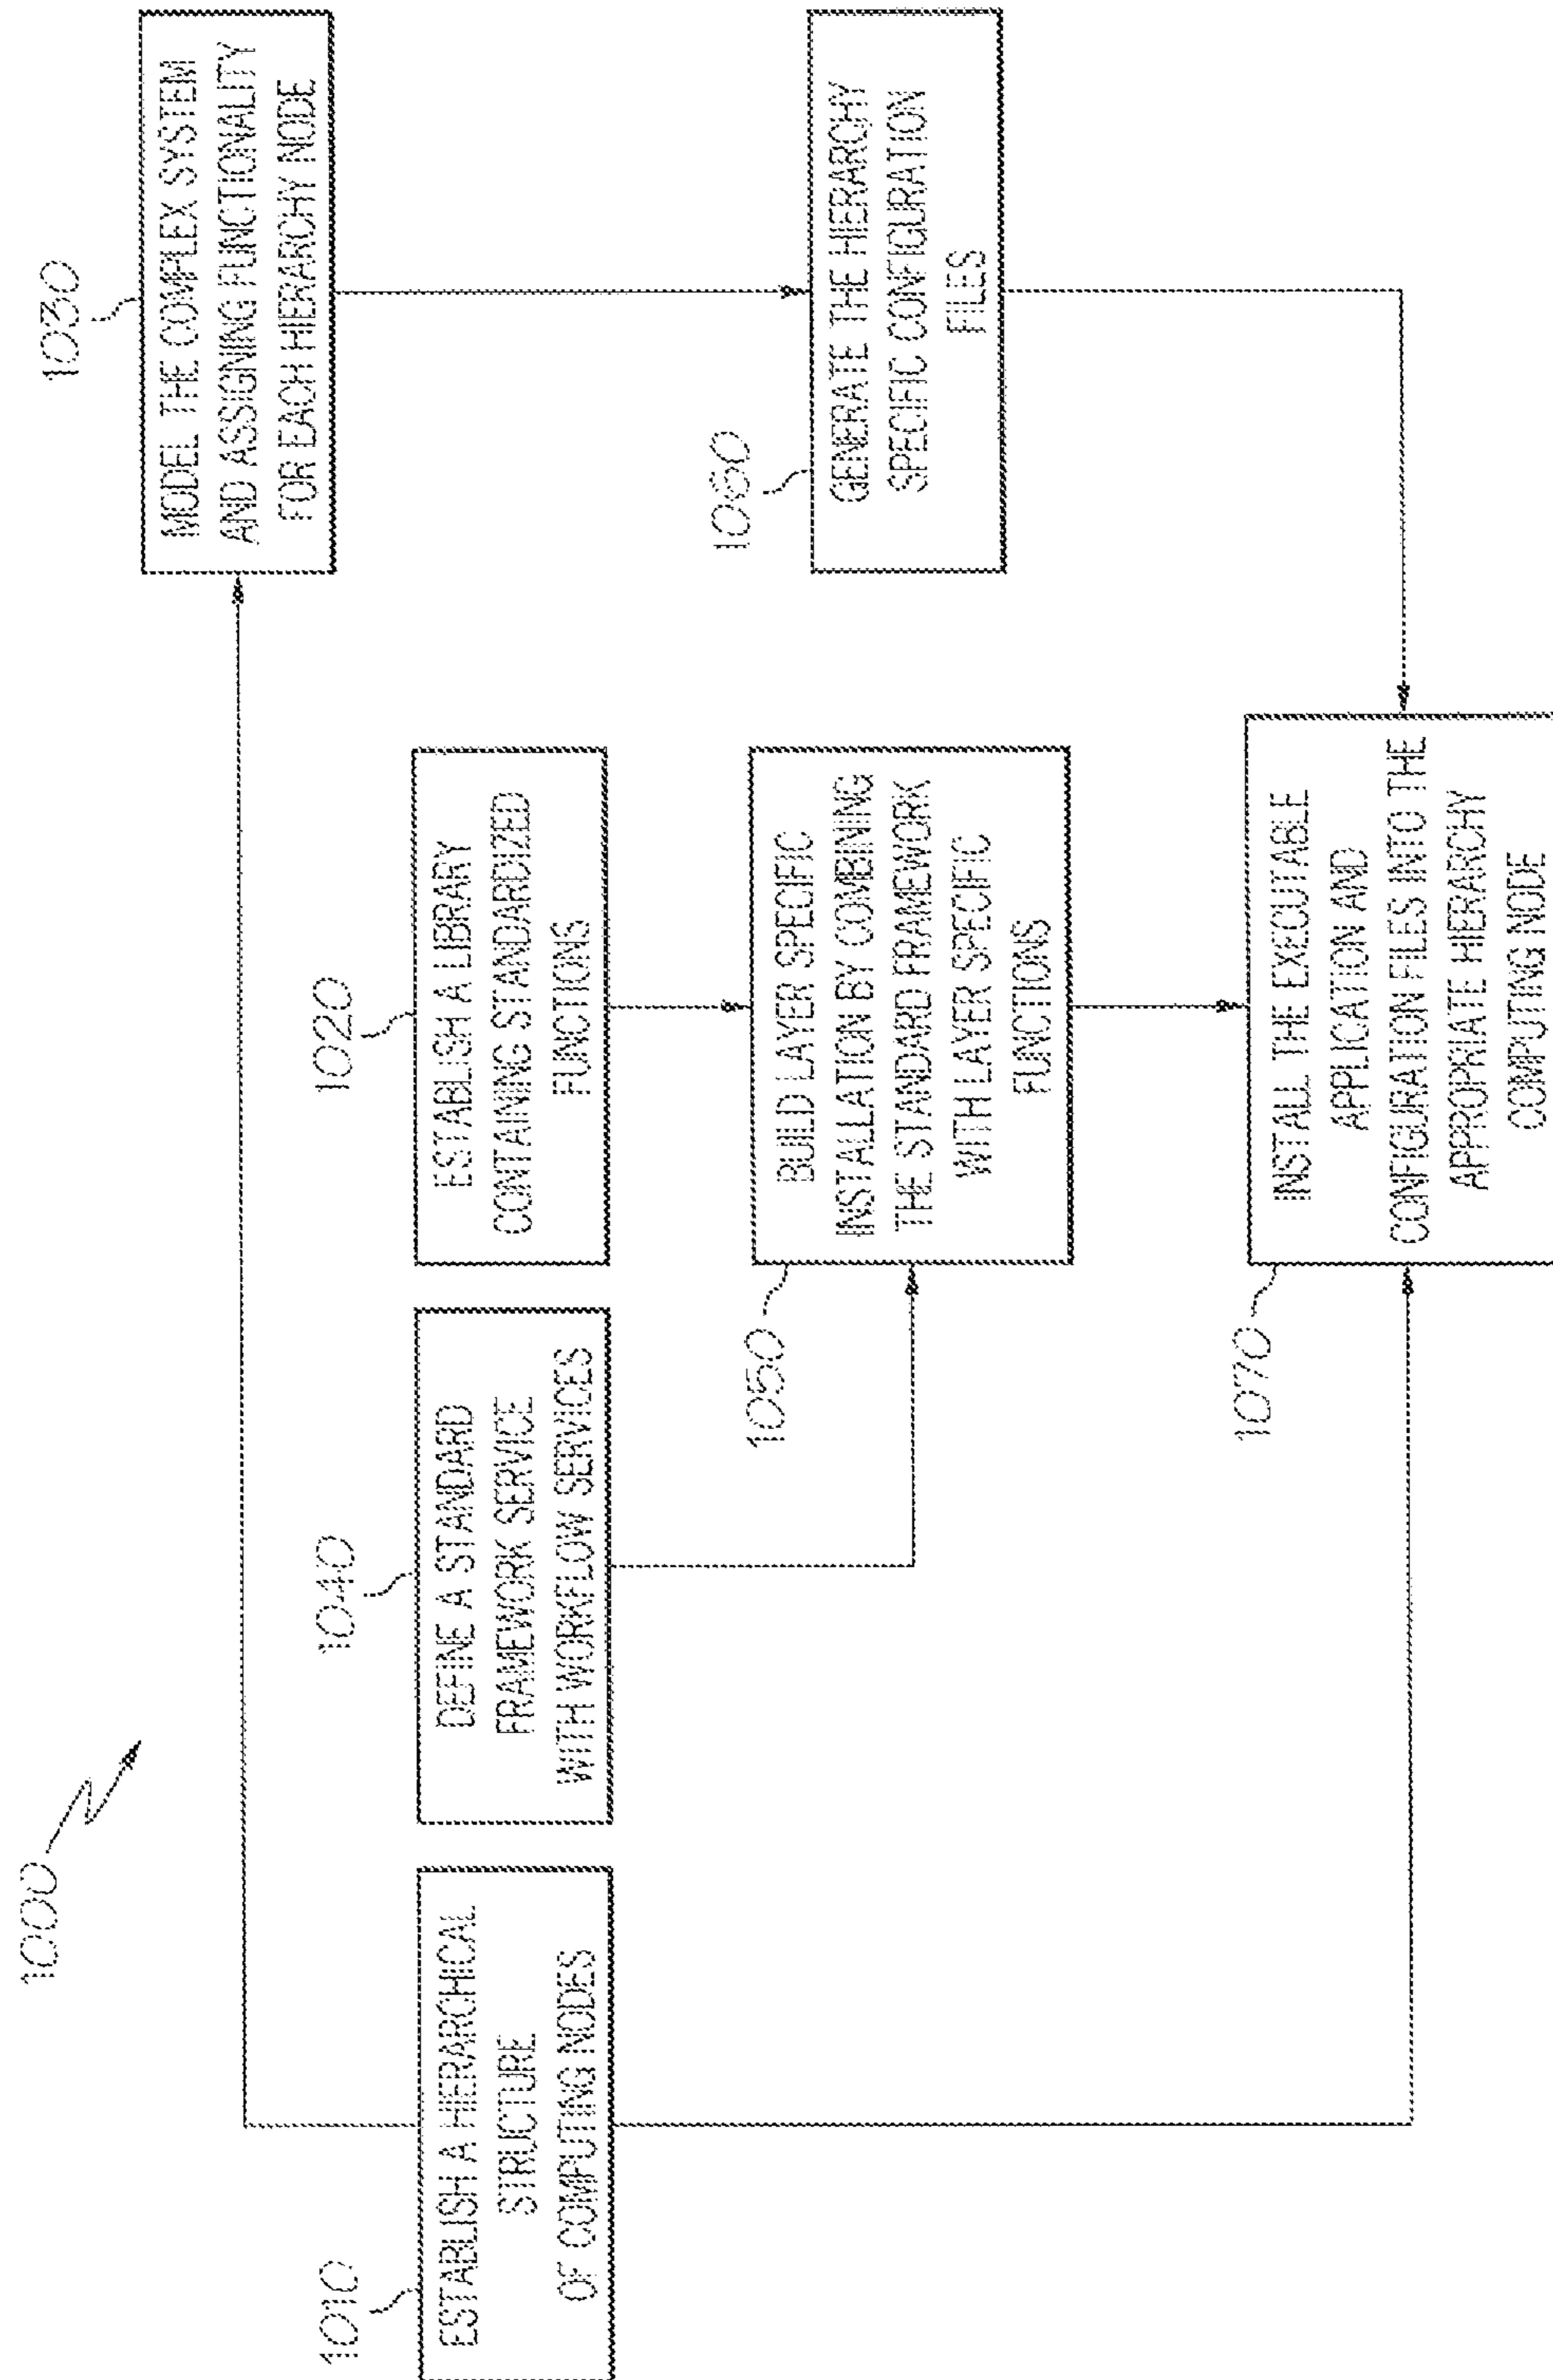 1000
1030
MODEL THE COMPLEX SYSTEM
AND ASSIGNING FUNCTIONALITY
FOR EACH HIERARCHY NODE
1010
ESTABLISH A HIERARCHICAL
STRUCTURE
OF COMPUTING NODES
1040
DEFINE A STANDARD
FRAMEWORK SERVICE
WITH WORKFLOW SERVICES
1020
ESTABLISH A LIBRARY
CONTAINING STANDARDIZED
FUNCTIONS
1050
BUILD LAYER SPECIFIC
INSTALLATION BY COMBINING
THE STANDARD FRAMEWORK
WITH LAYER SPECIFIC
FUNCTIONS
1060
GENERATE THE HIERARCHY
SPECIFIC CONFIGURATION
FILES
1070
INSTALL THE EXECUTABLE
APPLICATION AND
CONFIGURATION FILES INTO THE
APPROPRIATE HIERARCHY
COMPUTING NODE